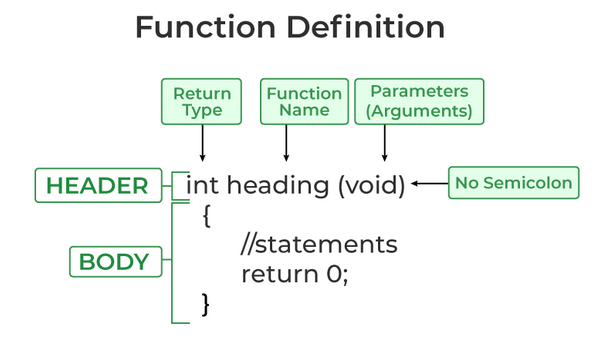 Function Definition
Return
Type
Function
Name
Parameters
(Arguments)
HEADER
int heading (void)
No Semicolon
{
BODY
//statements
return 0;
}